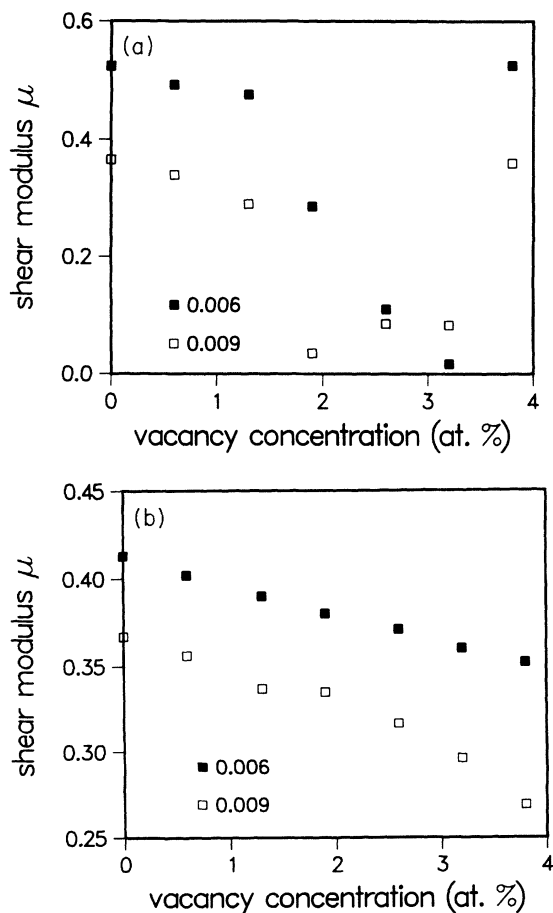 (a)
0.6
0.4
0.2
0.0
shear modulus μ
■ 0.006
□ 0.009
0 1 2 3 4
vacancy concentration (at. %)
(b)
0.45
0.40
0.35
0.30
0.25
shear modulus μ
■ 0.006
□ 0.009
0 1 2 3 4
vacancy concentration (at. %)